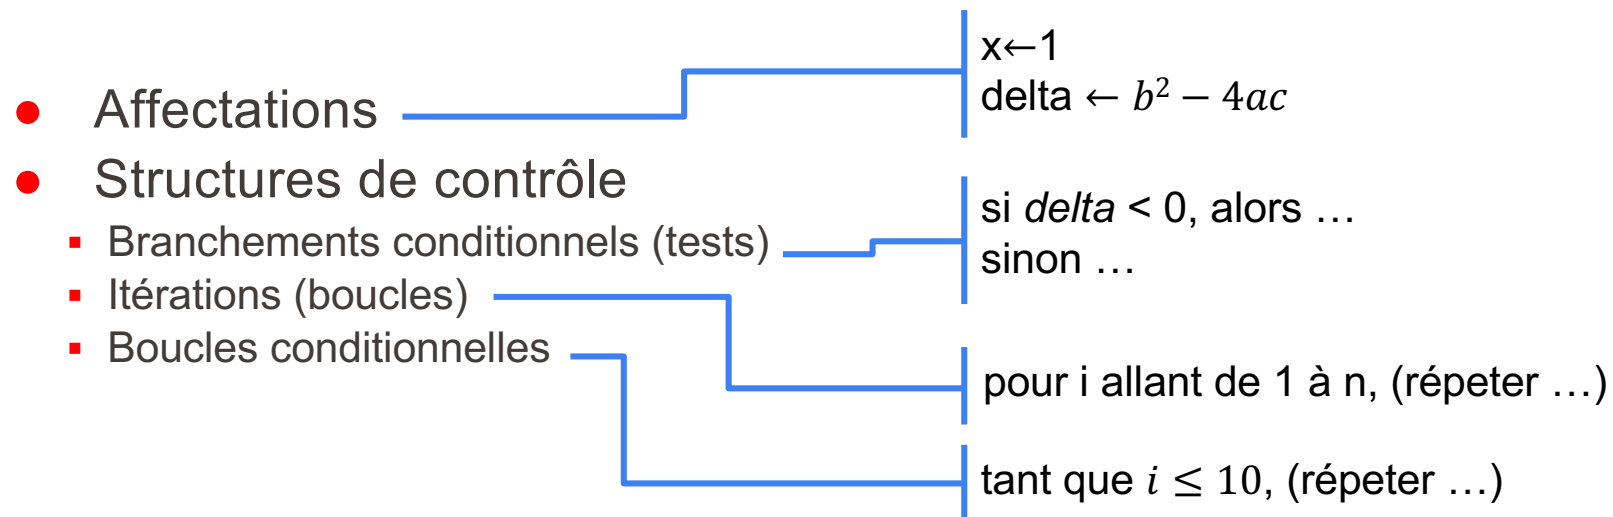 ● Affectations
● Structures de contrôle
▪ Branchements conditionnels (tests)
▪ Itérations (boucles)
▪ Boucles conditionnelles
x←1
delta ← b² − 4ac
si delta < 0, alors …
sinon …
pour i allant de 1 à n, (répeter …)
tant que i ≤ 10, (répeter …)